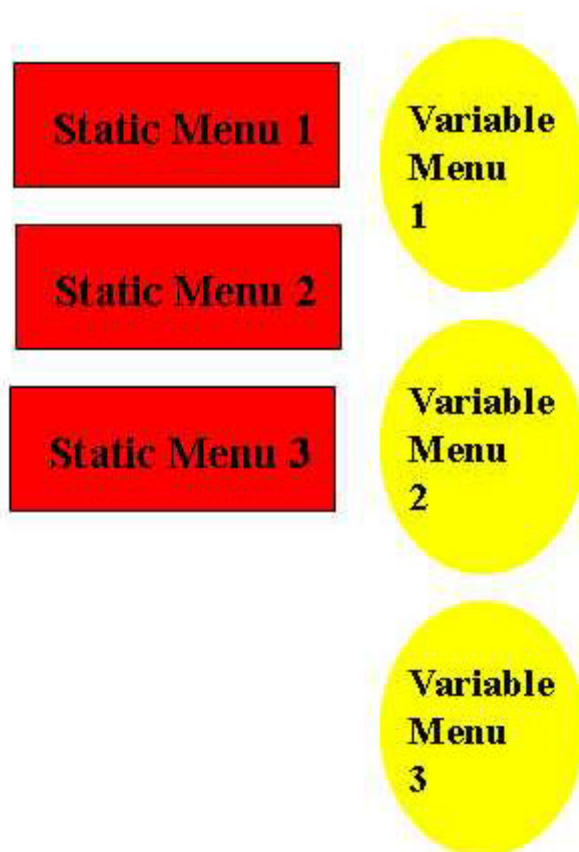 Static Menu 1
Static Menu 2
Static Menu 3
Variable
Menu
1
Variable
Menu
2
Variable
Menu
3